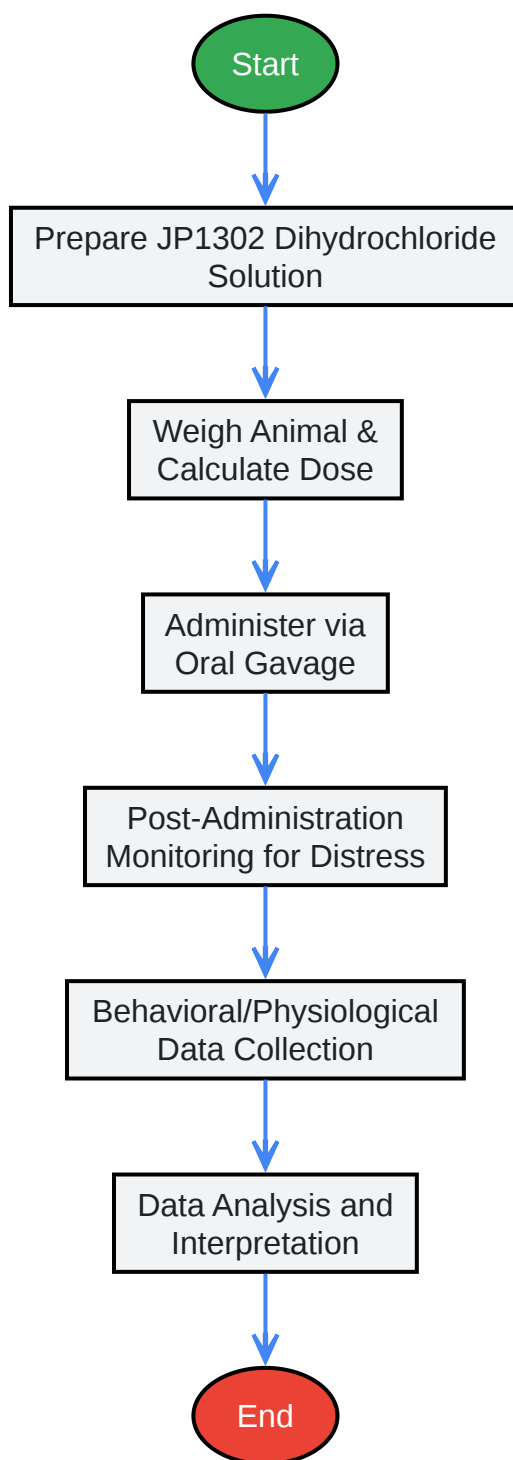 Start
Prepare JP1302 Dihydrochloride
Solution
Weigh Animal &
Calculate Dose
Administer via
Oral Gavage
Post-Administration
Monitoring for Distress
Behavioral/Physiological
Data Collection
Data Analysis and
Interpretation
End